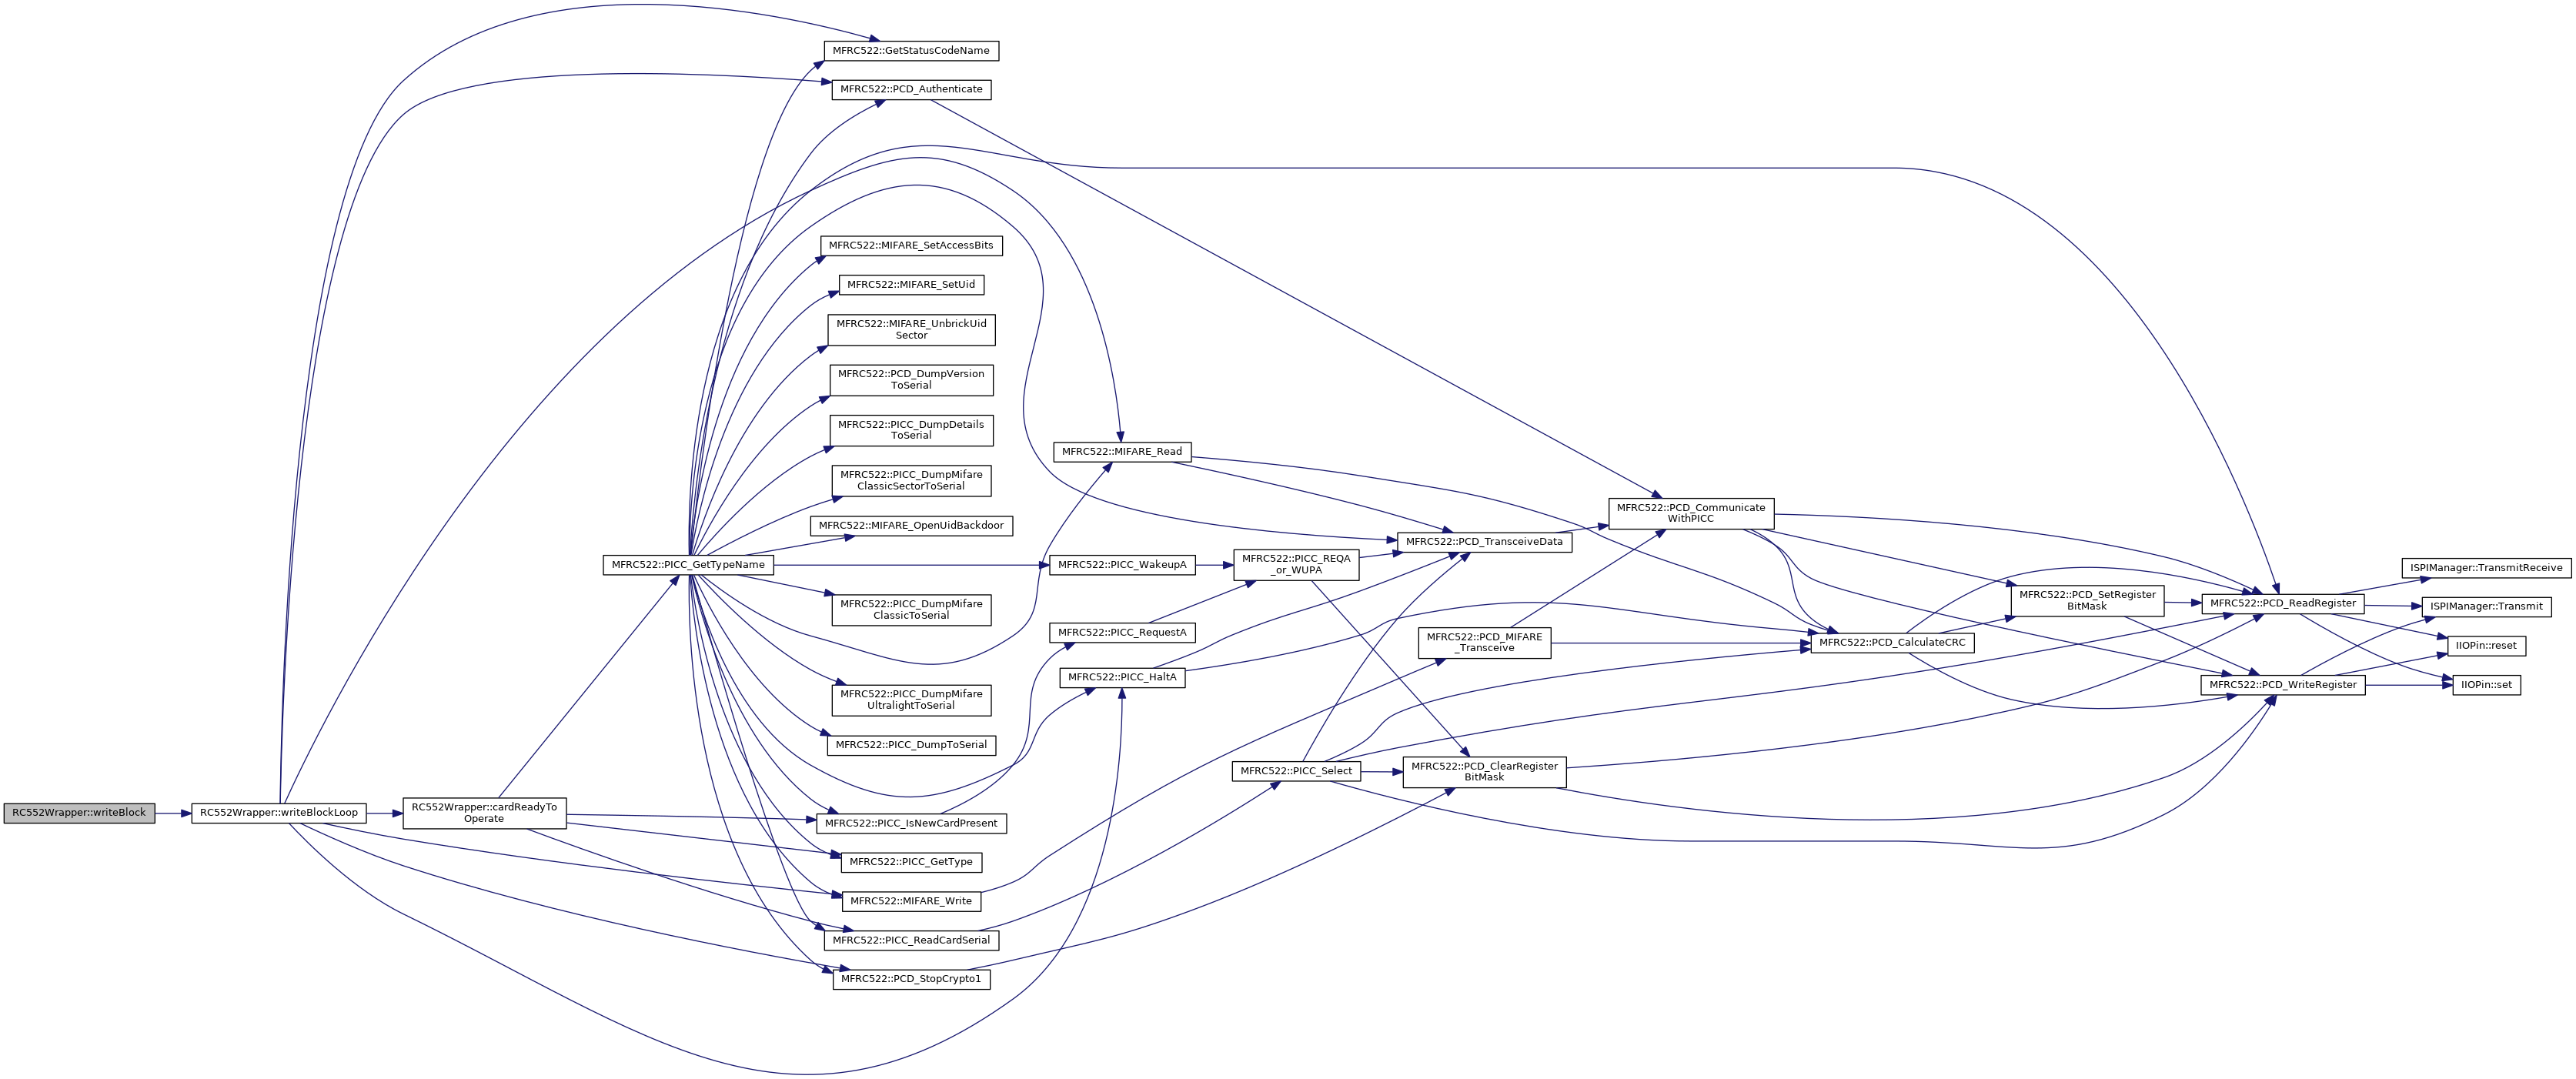 RC552Wrapper::writeBlock
RC552Wrapper::writeBlockLoop
RC552Wrapper::cardReadyTo
Operate
MFRC522::PICC_GetTypeName
MFRC522::GetStatusCodeName
MFRC522::PCD_Authenticate
MFRC522::MIFARE_SetAccessBits
MFRC522::MIFARE_SetUid
MFRC522::MIFARE_UnbrickUid
Sector
MFRC522::PCD_DumpVersion
ToSerial
MFRC522::PICC_DumpDetails
ToSerial
MFRC522::PICC_DumpMifare
ClassicSectorToSerial
MFRC522::MIFARE_OpenUidBackdoor
MFRC522::PICC_DumpMifare
ClassicToSerial
MFRC522::PICC_DumpMifare
UltralightToSerial
MFRC522::PICC_DumpToSerial
MFRC522::PICC_IsNewCardPresent
MFRC522::PICC_GetType
MFRC522::MIFARE_Write
MFRC522::PICC_ReadCardSerial
MFRC522::PCD_StopCrypto1
MFRC522::MIFARE_Read
MFRC522::PICC_WakeupA
MFRC522::PICC_RequestA
MFRC522::PICC_HaltA
MFRC522::PICC_REQA
_or_WUPA
MFRC522::PICC_Select
MFRC522::PCD_TransceiveData
MFRC522::PCD_MIFARE
_Transceive
MFRC522::PCD_ClearRegister
BitMask
MFRC522::PCD_Communicate
WithPICC
MFRC522::PCD_CalculateCRC
MFRC522::PCD_SetRegister
BitMask
MFRC522::PCD_ReadRegister
MFRC522::PCD_WriteRegister
ISPIManager::TransmitReceive
ISPIManager::Transmit
IIOPin::reset
IIOPin::set